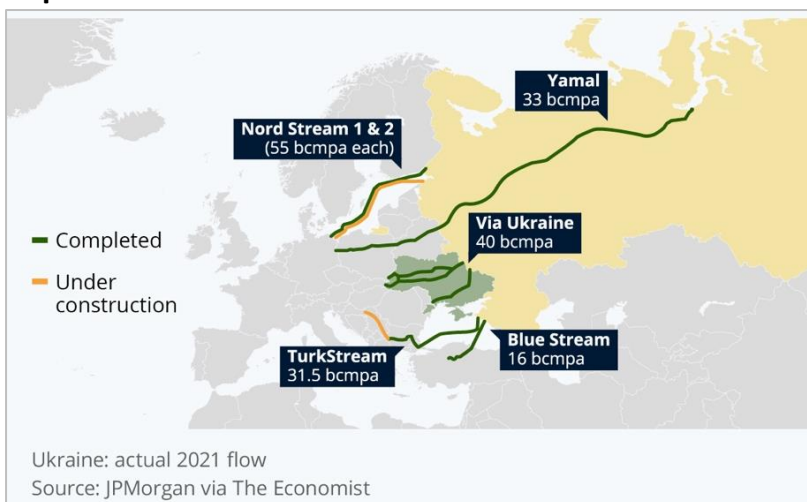 Yamal
33 bcmpa
Nord Stream 1 & 2
(55 bcmpa each)
Via Ukraine
40 bcmpa
Completed
Under
construction
TurkStream
31.5 bcmpa
Blue Stream
16 bcmpa
Ukraine: actual 2021 flow
Source: JPMorgan via The Economist